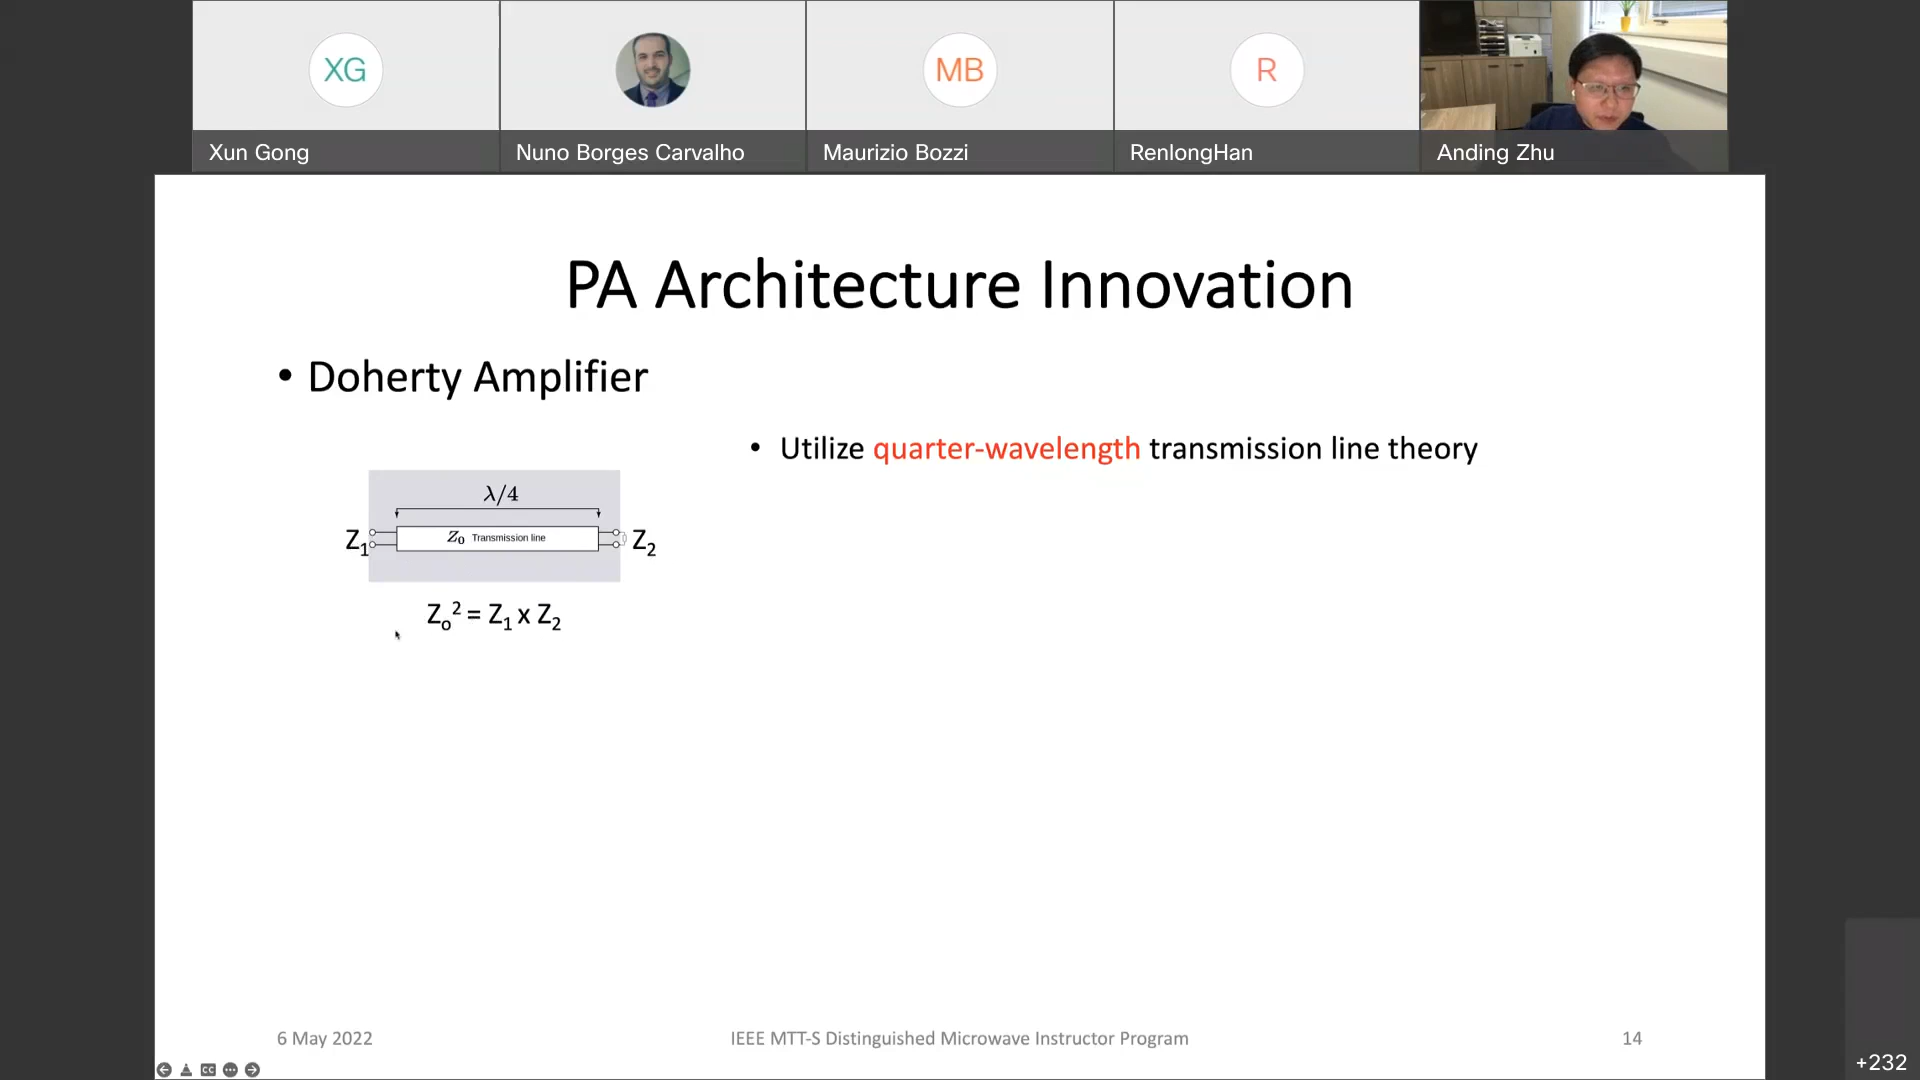 XG
MB
R
Xun Gong
Nuno Borges Carvalho
Maurizio Bozzi
RenlongHan
Anding Zhu
PA Architecture Innovation
• Doherty Amplifier
• Utilize quarter-wavelength transmission line theory
λ/4
Z₁
Z₀ Transmission line
Z₂
Zₒ² = Z₁ x Z₂
6 May 2022
IEEE MTT-S Distinguished Microwave Instructor Program
14
CC
+232